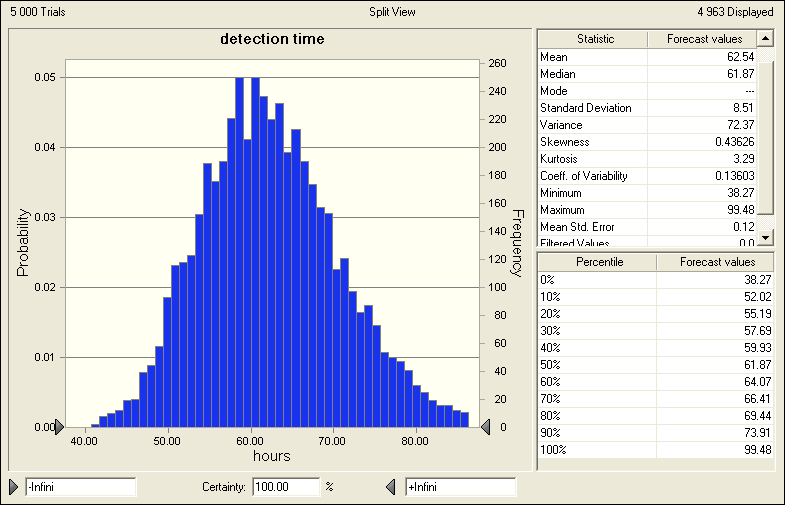 5 000 Trials Split View 4 963 Displayed
detection time
Probability
0.05
0.04
0.03
0.02
0.01
0.00
Frequency
260
240
220
200
180
160
140
120
100
80
60
40
20
0
40.00 50.00 60.00 70.00 80.00
hours
Statistic Forecast values
Mean 62.54
Median 61.87
Mode ---
Standard Deviation 8.51
Variance 72.37
Skewness 0.43626
Kurtosis 3.29
Coeff. of Variability 0.13603
Minimum 38.27
Maximum 99.48
Mean Std. Error 0.12
Filtered Values 0.0
Percentile Forecast values
0% 38.27
10% 52.02
20% 55.19
30% 57.69
40% 59.93
50% 61.87
60% 64.07
70% 66.41
80% 69.44
90% 73.91
100% 99.48
-Infini Certainty: 100.00 % +Infini